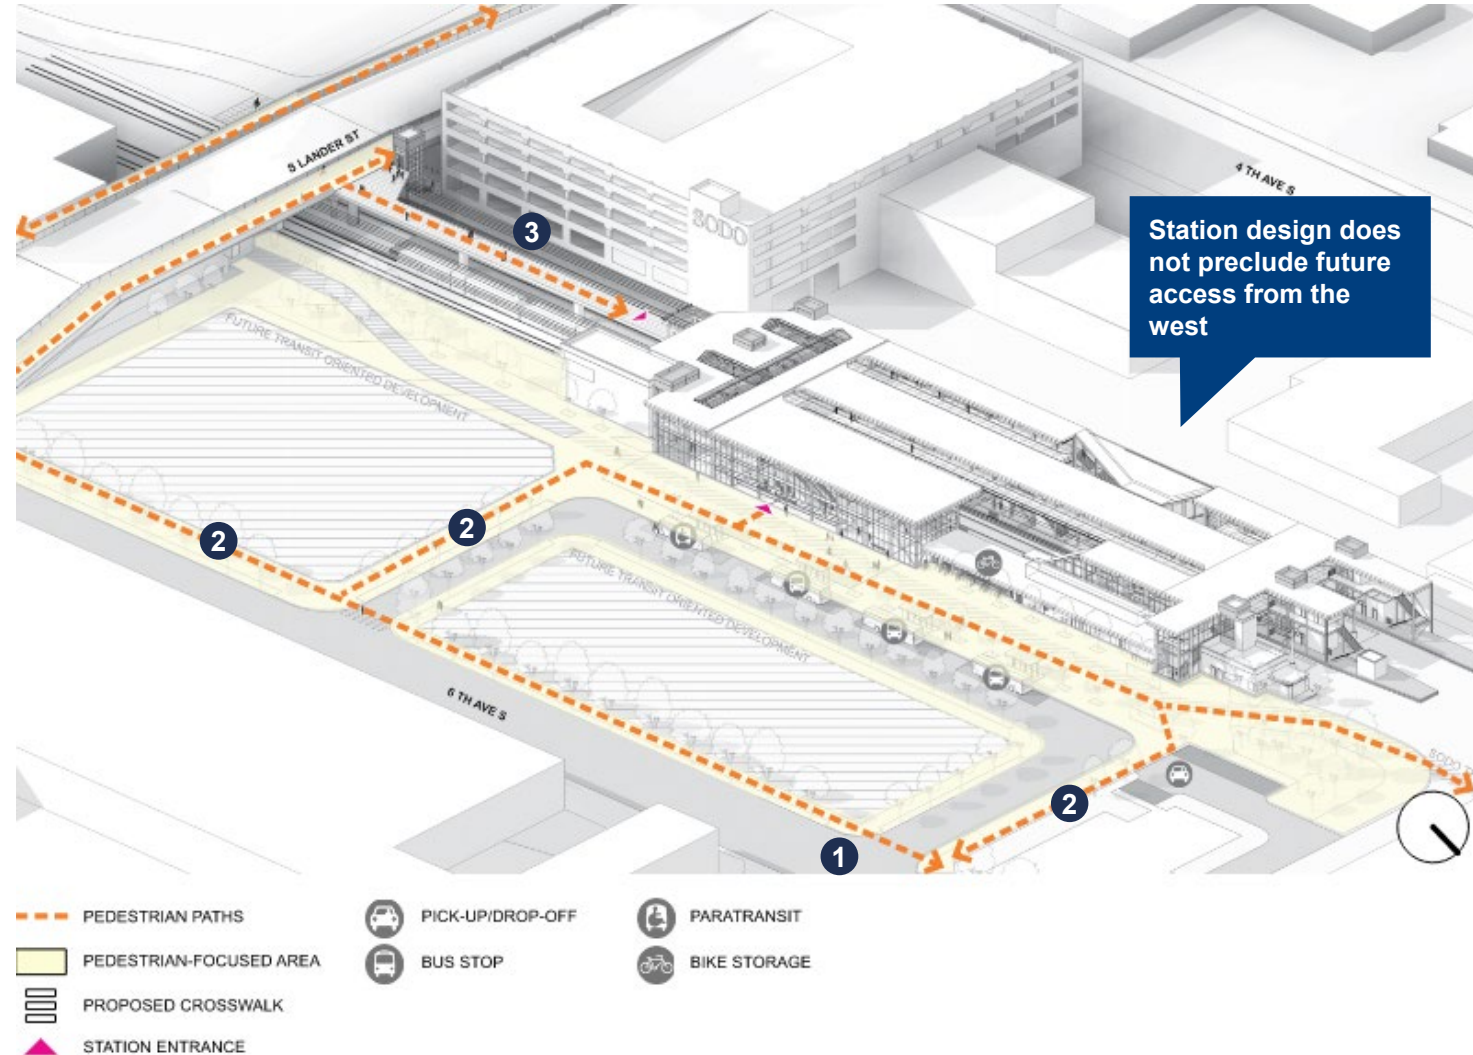 S LANDER ST
4 TH AVE S
SODO
3
Station design does
not preclude future
access from the
west
FUTURE TRANSIT ORIENTED DEVELOPMENT
2
2
FUTURE TRANSIT ORIENTED DEVELOPMENT
6 TH AVE S
SODO
2
1
PEDESTRIAN PATHS
PICK-UP/DROP-OFF
PARATRANSIT
PEDESTRIAN-FOCUSED AREA
BUS STOP
BIKE STORAGE
PROPOSED CROSSWALK
STATION ENTRANCE